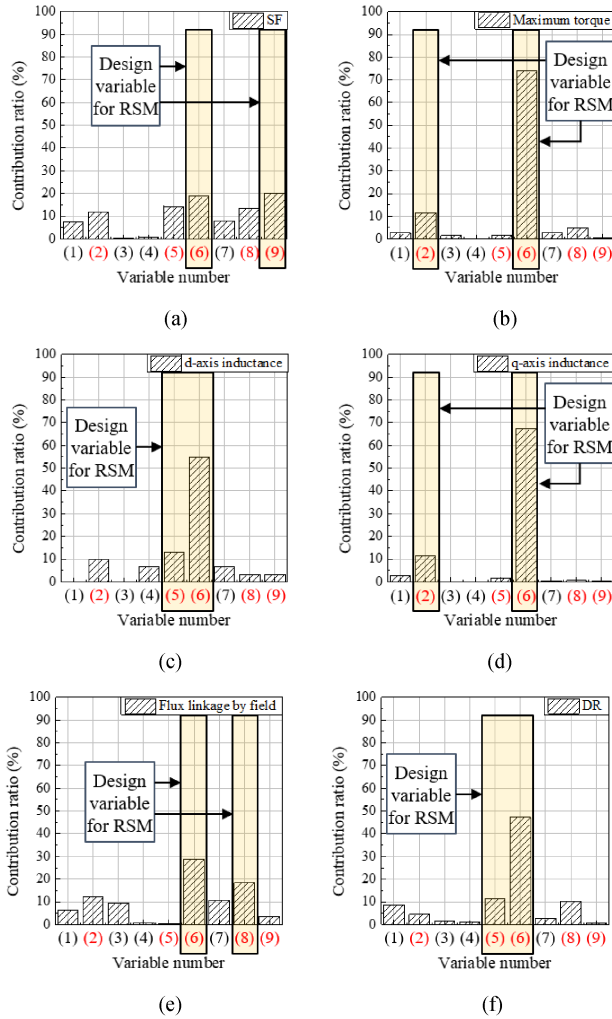 SF
Contribution ratio (%)
100
90
80
70
60
50
40
30
20
10
0
Design
variable
for RSM
(1) (2) (3) (4) (5) (6) (7) (8) (9)
Variable number
(a)
Maximum torque
Contribution ratio (%)
100
90
80
70
60
50
40
30
20
10
0
Design
variable
for RSM
(1) (2) (3) (4) (5) (6) (7) (8) (9)
Variable number
(b)
d-axis inductance
Contribution ratio (%)
100
90
80
70
60
50
40
30
20
10
0
Design
variable
for RSM
(1) (2) (3) (4) (5) (6) (7) (8) (9)
Variable number
(c)
q-axis inductance
Contribution ratio (%)
100
90
80
70
60
50
40
30
20
10
0
Design
variable
for RSM
(1) (2) (3) (4) (5) (6) (7) (8) (9)
Variable number
(d)
Flux linkage by field
Contribution ratio (%)
100
90
80
70
60
50
40
30
20
10
0
Design
variable
for RSM
(1) (2) (3) (4) (5) (6) (7) (8) (9)
Variable number
(e)
DR
Contribution ratio (%)
100
90
80
70
60
50
40
30
20
10
0
Design
variable
for RSM
(1) (2) (3) (4) (5) (6) (7) (8) (9)
Variable number
(f)